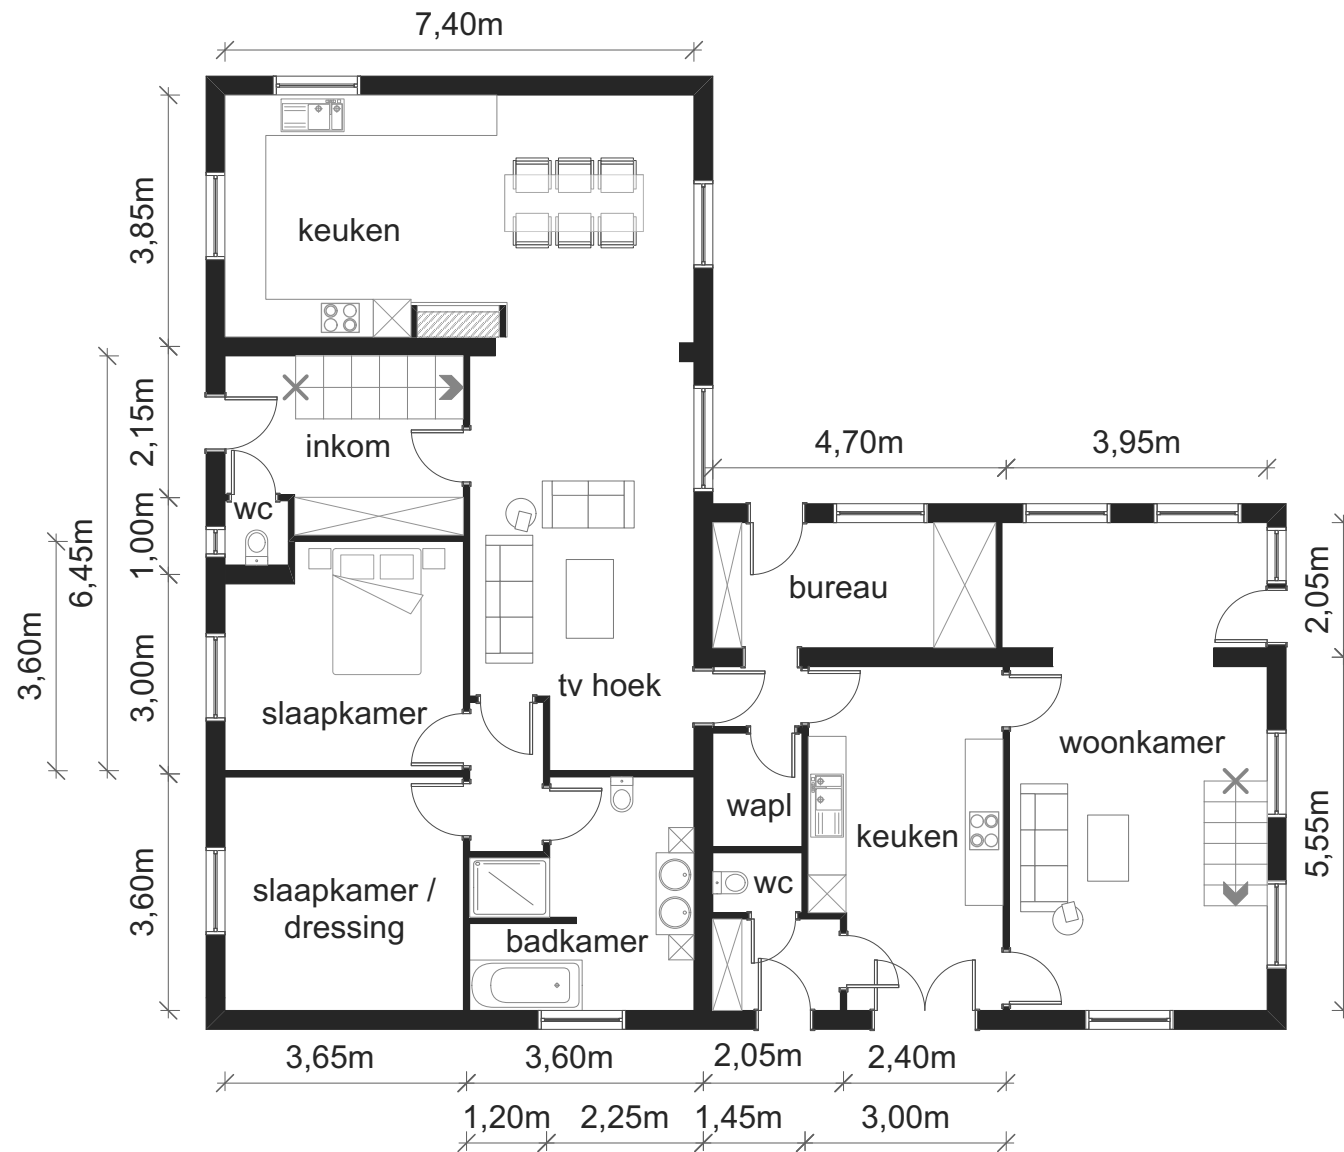 7,40m
3,85m
keuken
2,15m
inkom
4,70m
3,95m
wc
1,00m
6,45m
bureau
2,05m
3,60m
3,00m
slaapkamer
tv hoek
woonkamer
wapl
keuken
5,55m
3,60m
slaapkamer /
dressing
wc
badkamer
3,65m
3,60m
2,05m
2,40m
1,20m
2,25m
1,45m
3,00m